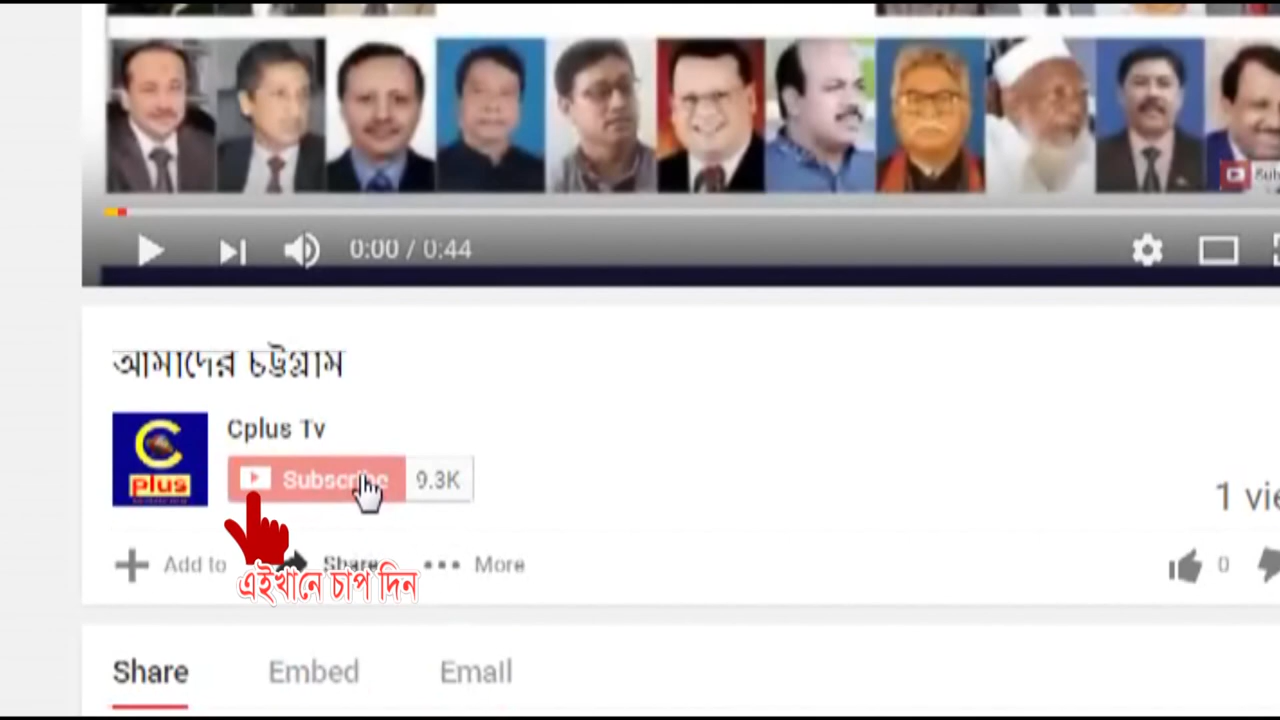 0:00 / 0:44
আমাদের চট্টগ্রাম
C
plus
Cplus Tv
Subscribe 9.3K
1
Add to Share More
0
এইখানে চাপ দিন
Share Embed Email